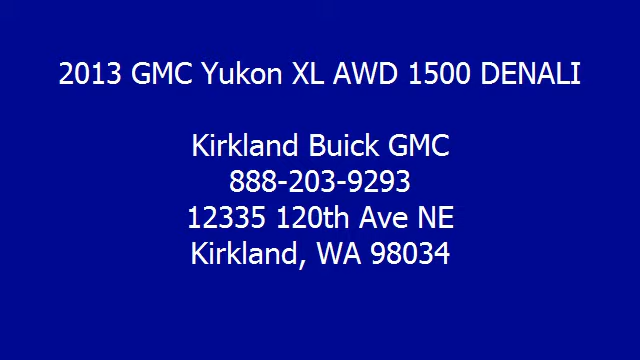 2013 GMC Yukon XL AWD 1500 DENALI
Kirkland Buick GMC
888-203-9293
12335 120th Ave NE
Kirkland, WA 98034